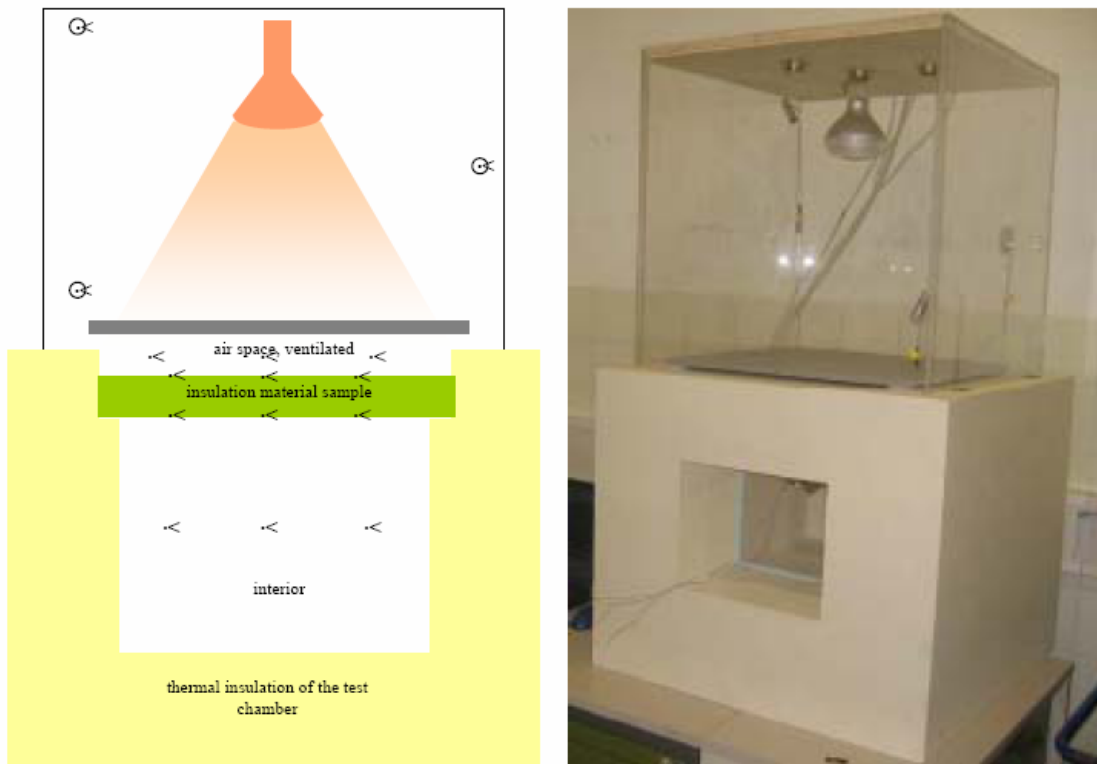 air space, ventilated
insulation material sample
interior
thermal insulation of the test
chamber